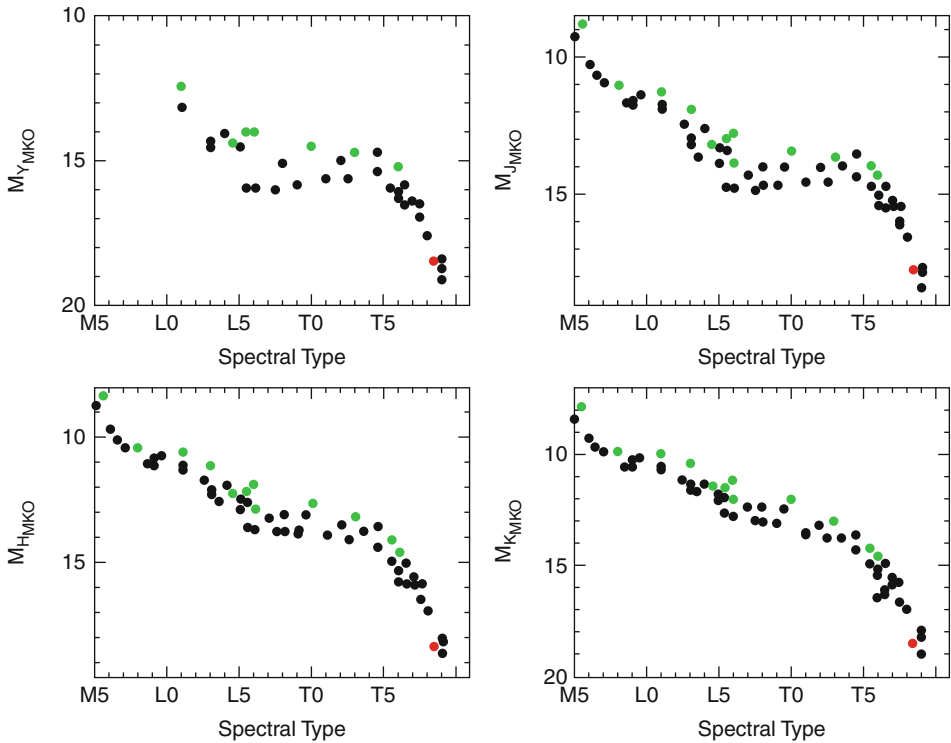 10
15
20
M5 L0 L5 T0 T5
Spectral Type
M_Y_MKO
10
15
M5 L0 L5 T0 T5
Spectral Type
M_J_MKO
10
15
M5 L0 L5 T0 T5
Spectral Type
M_H_MKO
10
15
20
M5 L0 L5 T0 T5
Spectral Type
M_K_MKO